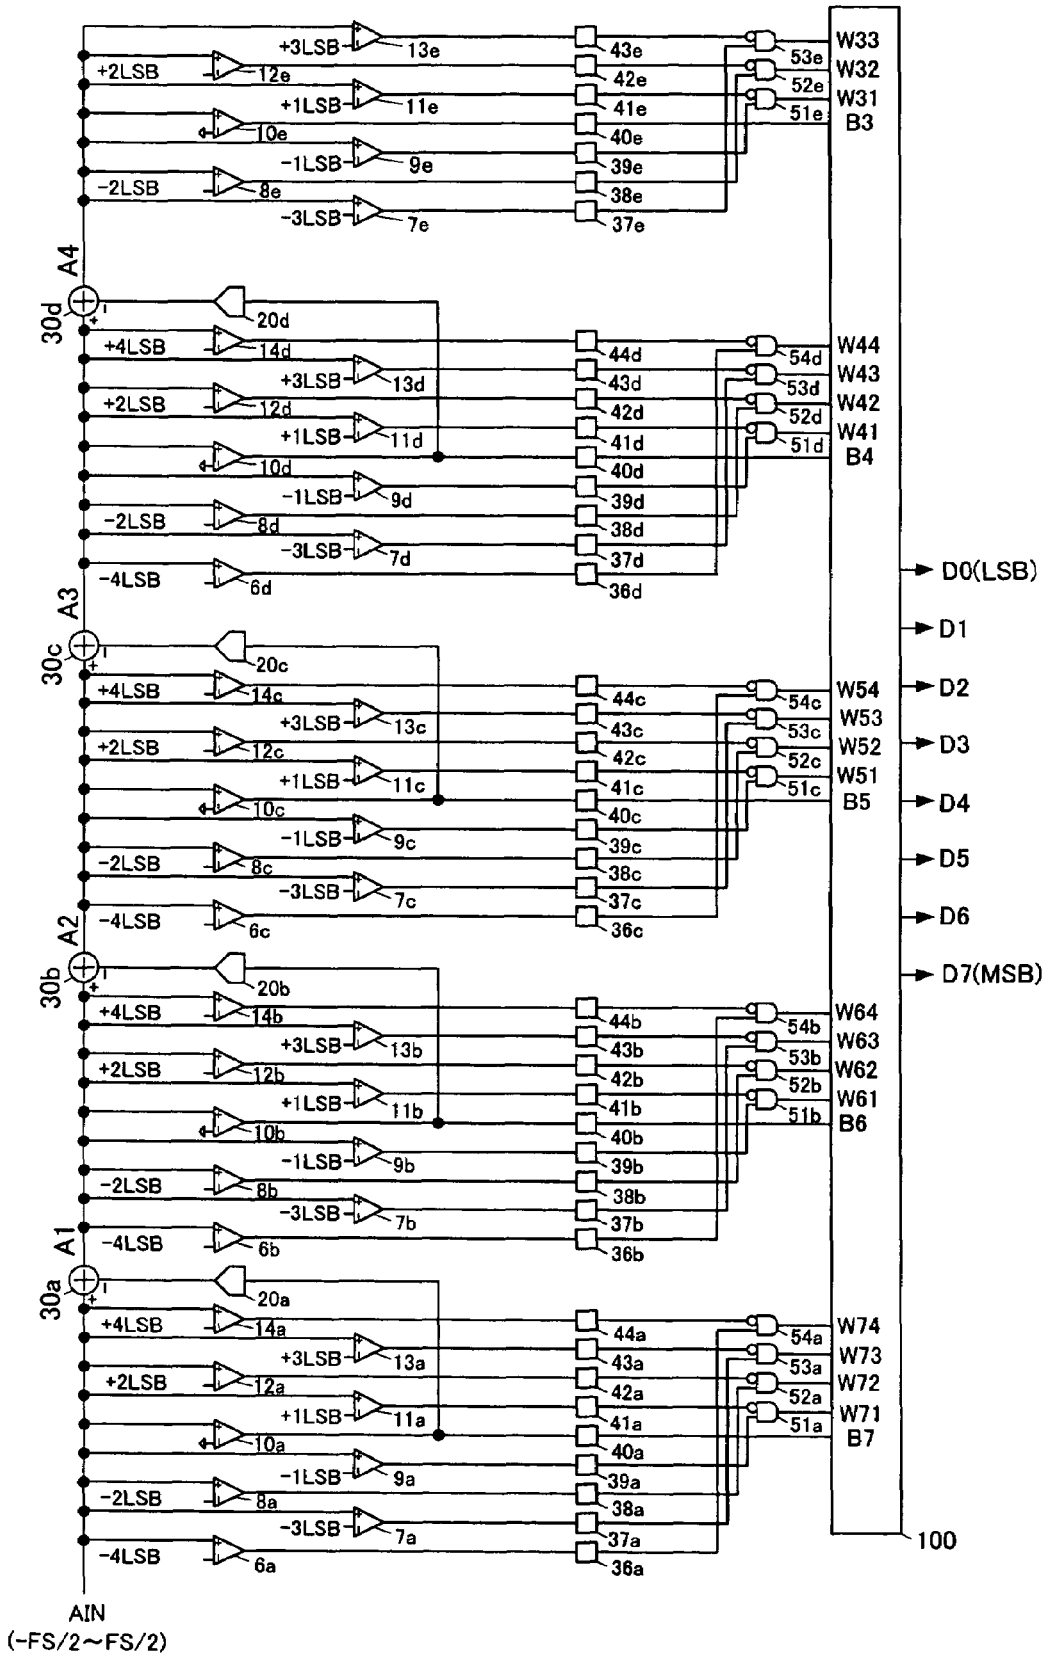 W33
+3LSB 13e 43e 53e
W32
+2LSB 12e 42e 52e
W31
+1LSB 11e 41e 51e
B3
10e 40e
-1LSB 9e 39e
-2LSB 8e 38e
-3LSB 7e 37e
A4
30d - +
20d
+4LSB 14d 44d 54d W44
+3LSB 13d 43d 53d W43
+2LSB 12d 42d 52d W42
+1LSB 11d 41d 51d W41
10d 40d B4
-1LSB 9d 39d
-2LSB 8d 38d
-3LSB 7d 37d
-4LSB 6d 36d
A3
30c - +
20c
+4LSB 14c 44c 54c W54
+3LSB 13c 43c 53c W53
+2LSB 12c 42c 52c W52
+1LSB 11c 41c 51c W51
10c 40c B5
-1LSB 9c 39c
-2LSB 8c 38c
-3LSB 7c 37c
-4LSB 6c 36c
A2
30b - +
20b
+4LSB 14b 44b 54b W64
+3LSB 13b 43b 53b W63
+2LSB 12b 42b 52b W62
+1LSB 11b 41b 51b W61
10b 40b B6
-1LSB 9b 39b
-2LSB 8b 38b
-3LSB 7b 37b
-4LSB 6b 36b
A1
30a - +
20a
+4LSB 14a 44a 54a W74
+3LSB 13a 43a 53a W73
+2LSB 12a 42a 52a W72
+1LSB 11a 41a 51a W71
10a 40a B7
-1LSB 9a 39a
-2LSB 8a 38a
-3LSB 7a 37a
-4LSB 6a 36a
100
D0(LSB)
D1
D2
D3
D4
D5
D6
D7(MSB)
AIN
(-FS/2～FS/2)